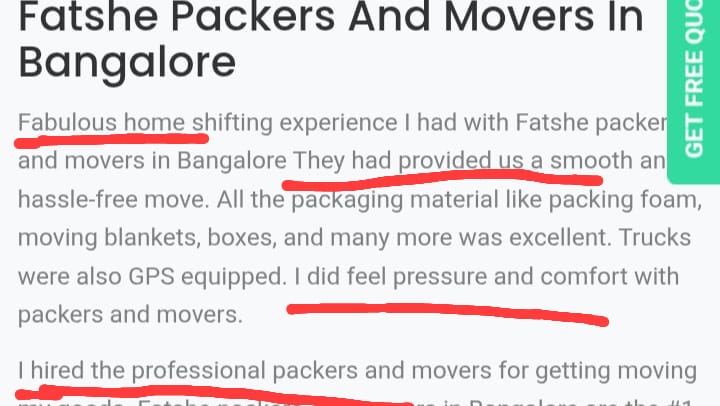 Fatshe Packers And Movers In
Bangalore
GET FREE QUO
Fabulous home shifting experience I had with Fatshe packer
and movers in Bangalore They had provided us a smooth an
hassle-free move. All the packaging material like packing foam,
moving blankets, boxes, and many more was excellent. Trucks
were also GPS equipped. I did feel pressure and comfort with
packers and movers.
I hired the professional packers and movers for getting moving
in Bangalore are the #1